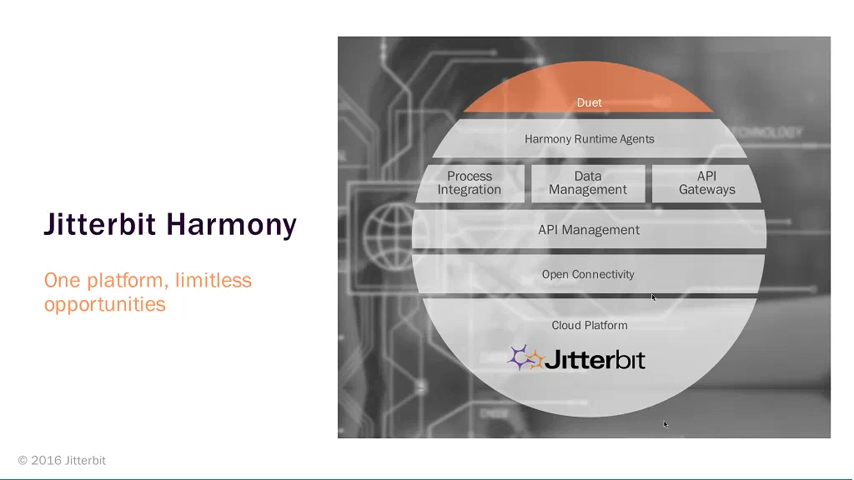 Jitterbit Harmony
One platform, limitless
opportunities
Duet
Harmony Runtime Agents
Process
Integration
Data
Management
API
Gateways
API Management
Open Connectivity
Cloud Platform
Jitterbit
TECHNOLOGY
© 2016 Jitterbit